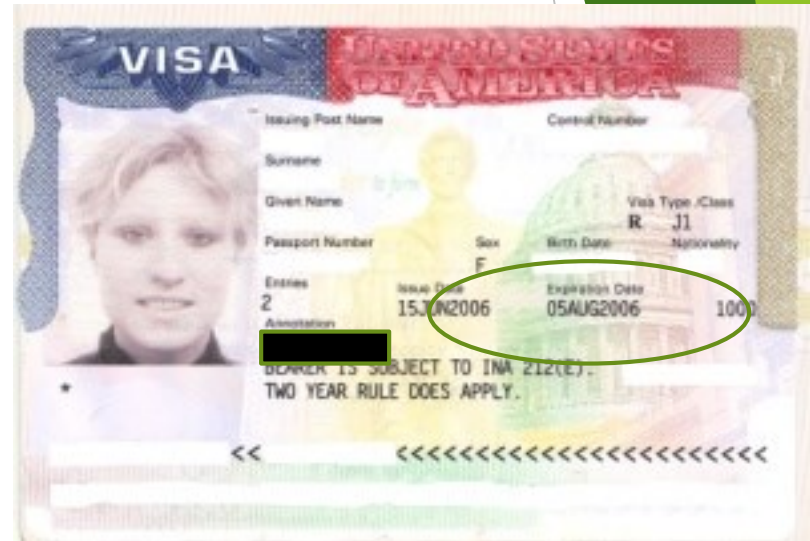 VISA
UNITED STATES
OF AMERICA
Issuing Post Name Control Number
Surname
Given Name Visa Type /Class
R J1
Passport Number Sex Birth Date Nationality
F
Entries Issue Date Expiration Date
2 15JUN2006 05AUG2006 1000
Annotation
BEARER IS SUBJECT TO INA 212(E).
TWO YEAR RULE DOES APPLY.
*
<< <<<<<<<<<<<<<<<<<<<<<<<<